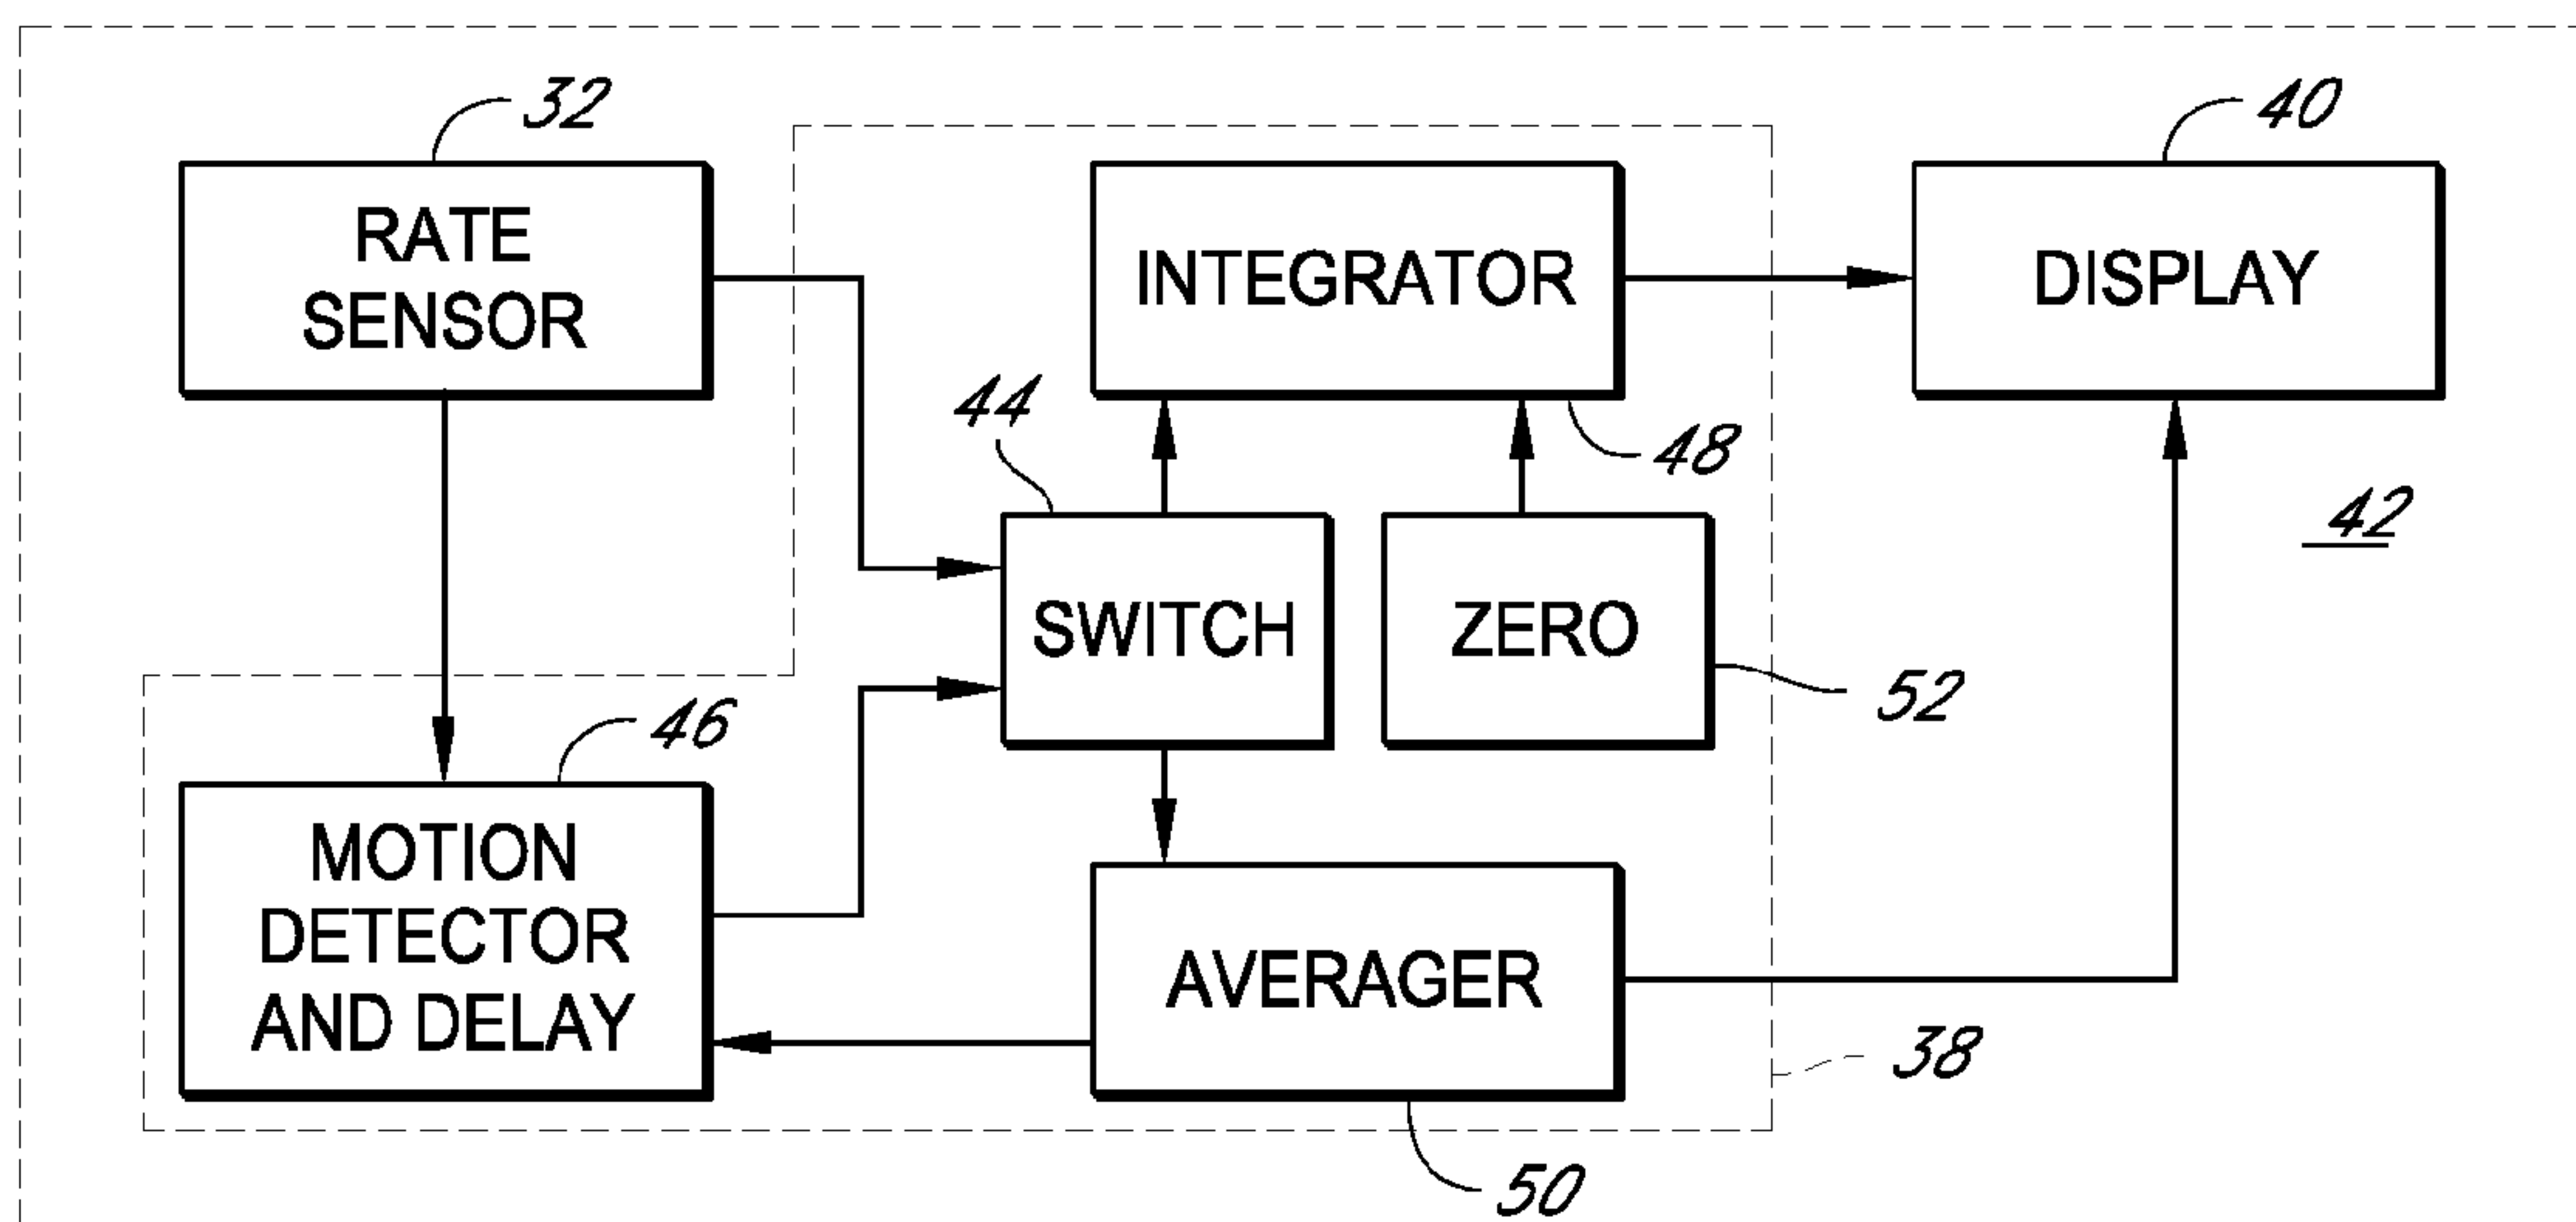 32
40
RATE
SENSOR
INTEGRATOR
DISPLAY
44
48
42
SWITCH
ZERO
52
46
MOTION
DETECTOR
AND DELAY
AVERAGER
38
50